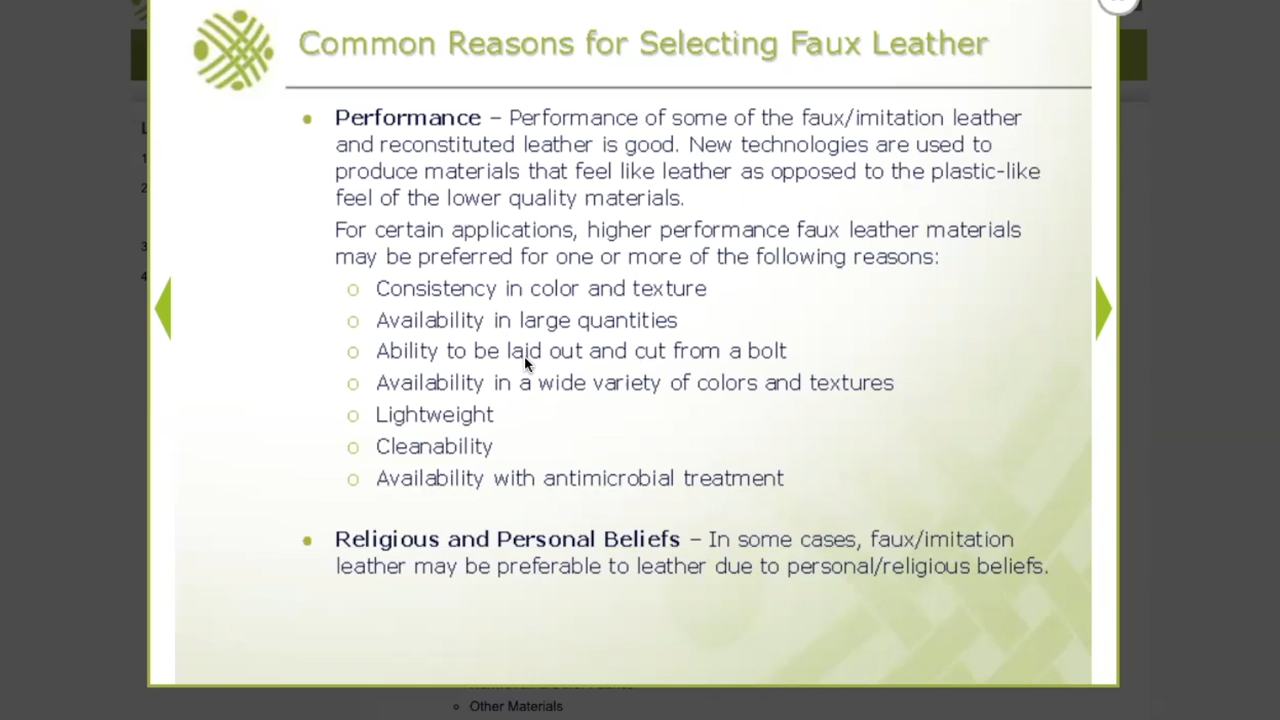 Common Reasons for Selecting Faux Leather
• Performance – Performance of some of the faux/imitation leather
and reconstituted leather is good. New technologies are used to
produce materials that feel like leather as opposed to the plastic-like
feel of the lower quality materials.
For certain applications, higher performance faux leather materials
may be preferred for one or more of the following reasons:
o Consistency in color and texture
o Availability in large quantities
o Ability to be laid out and cut from a bolt
o Availability in a wide variety of colors and textures
o Lightweight
o Cleanability
o Availability with antimicrobial treatment
• Religious and Personal Beliefs – In some cases, faux/imitation
leather may be preferable to leather due to personal/religious beliefs.
Other Materials